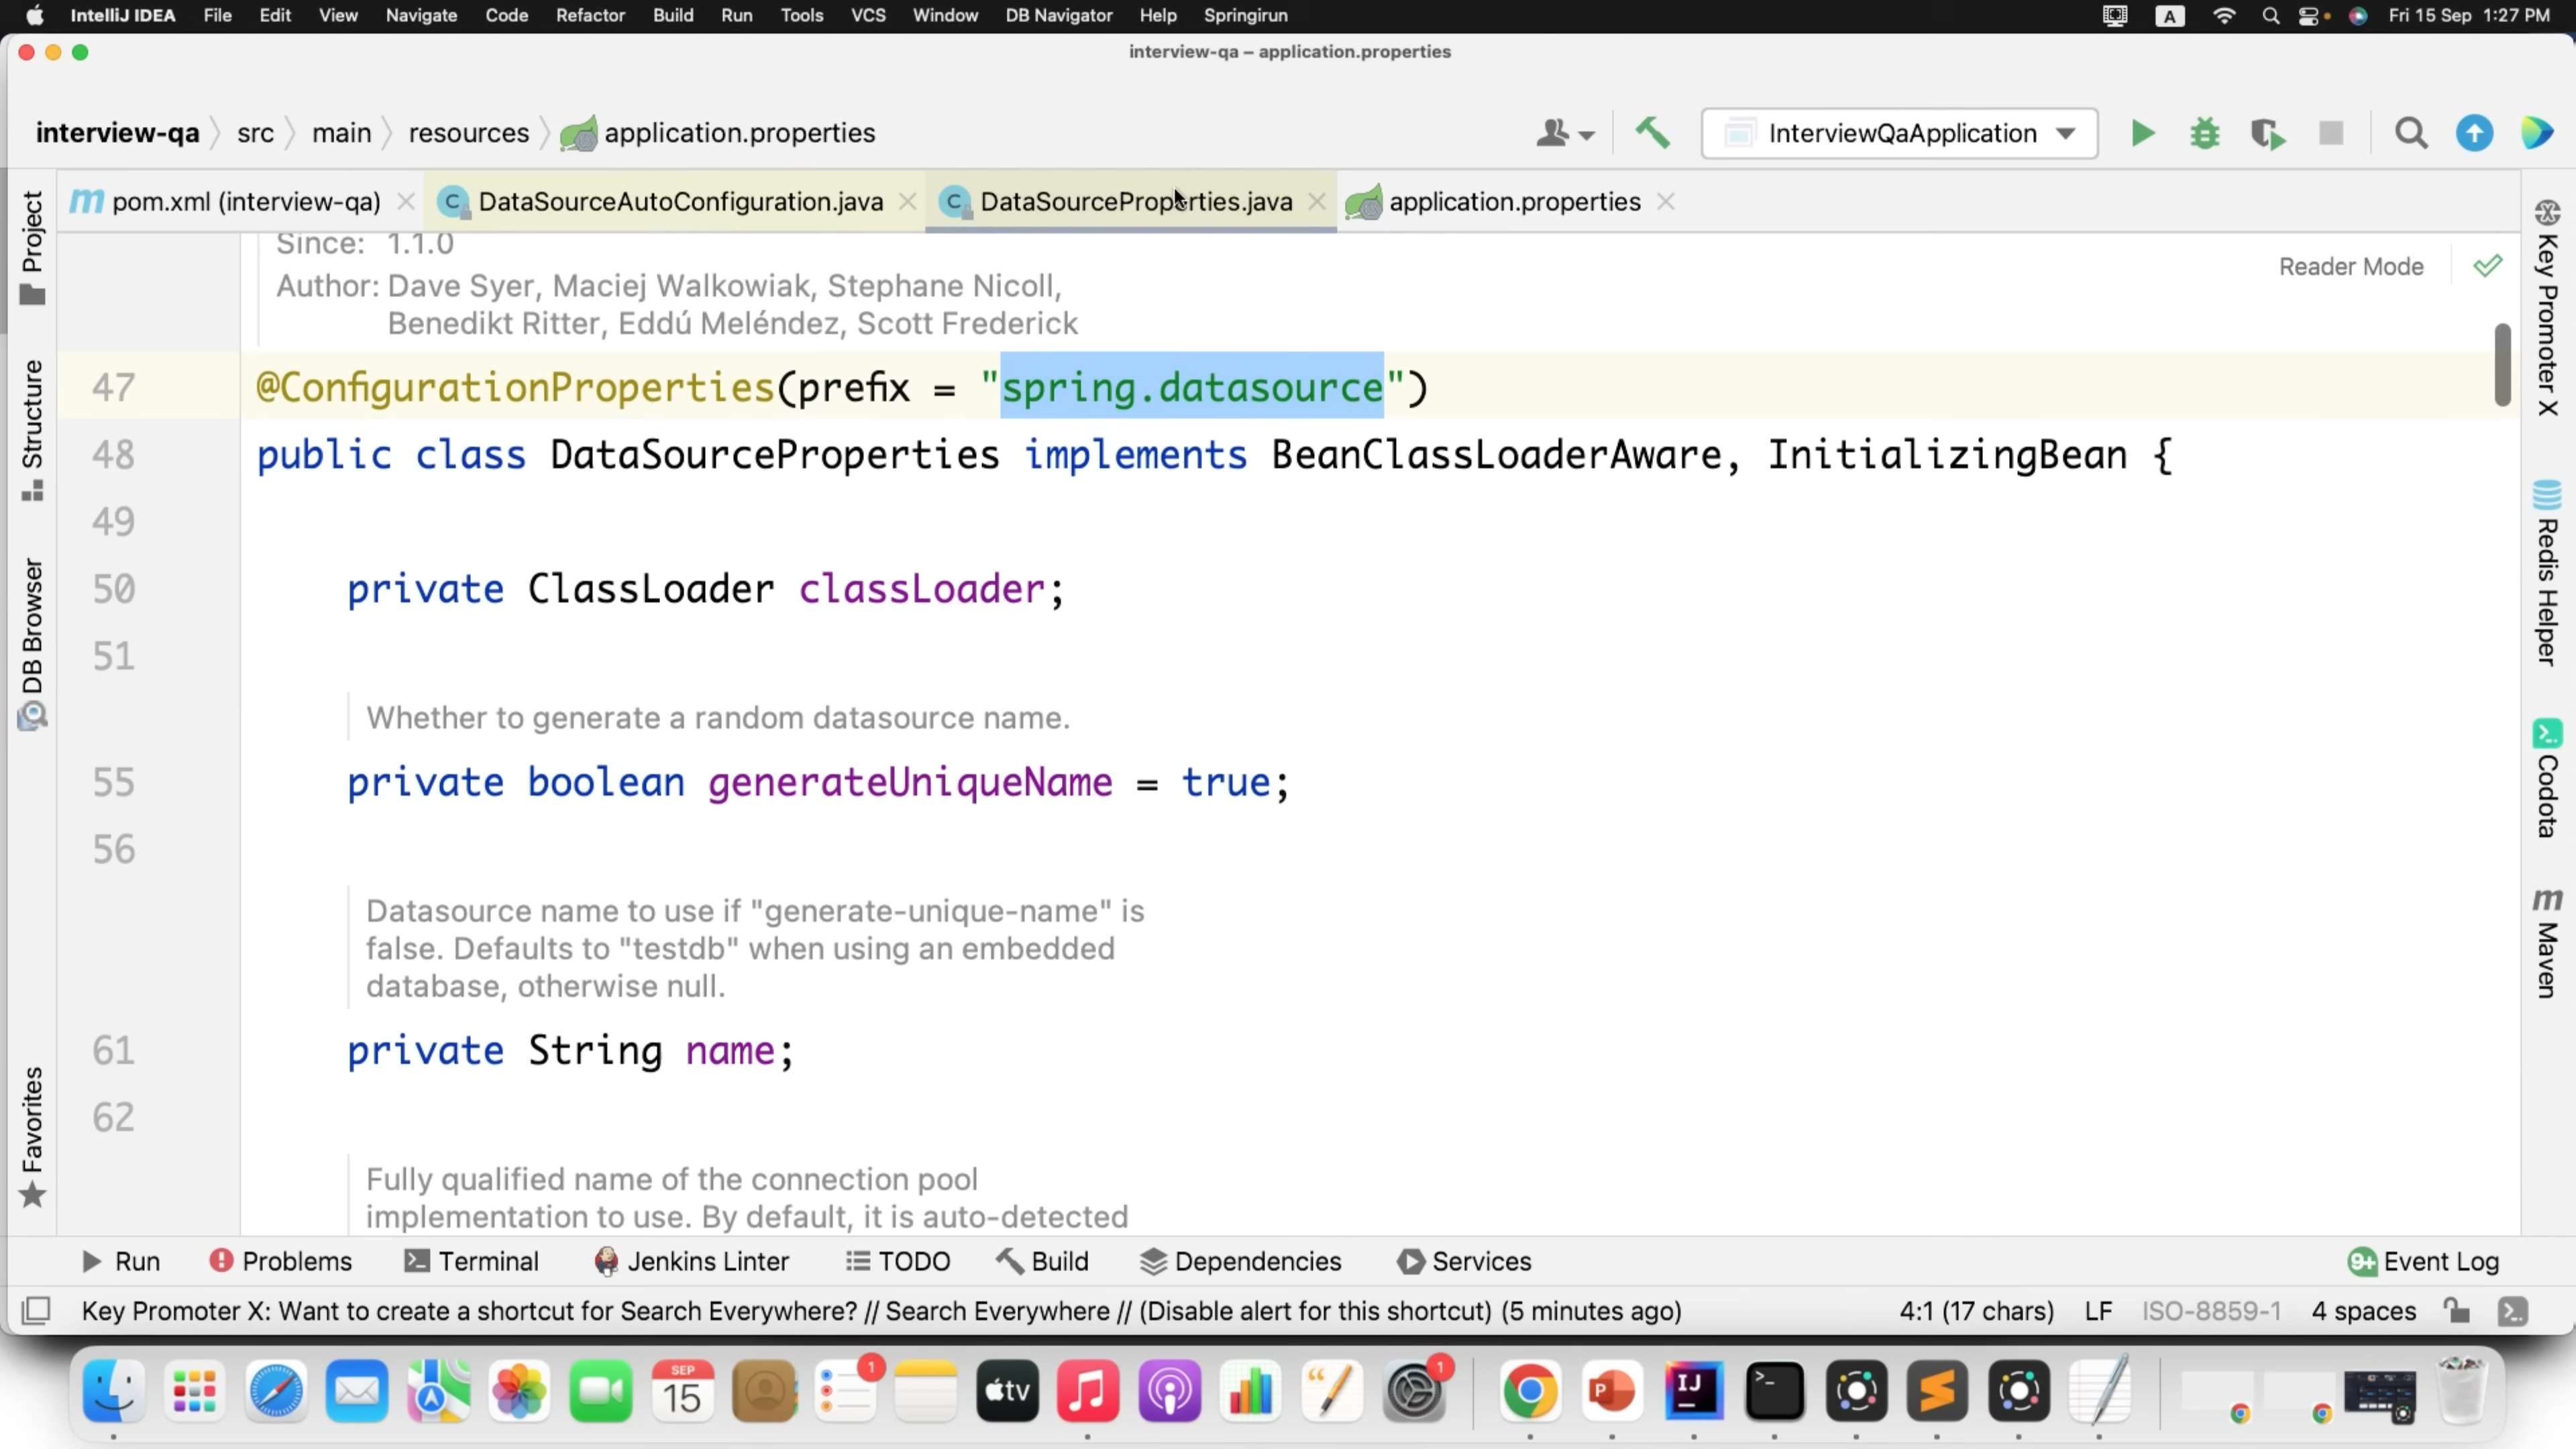 IntelliJ IDEA File Edit View Navigate Code Refactor Build Run Tools VCS Window DB Navigator Help Springirun A Fri 15 Sep 1:27 PM
interview-qa – application.properties
interview-qa src main resources application.properties InterviewQaApplication
m pom.xml (interview-qa) C DataSourceAutoConfiguration.java C DataSourceProperties.java application.properties
Project
Structure
DB Browser
Favorites
Since: 1.1.0
Author: Dave Syer, Maciej Walkowiak, Stephane Nicoll,
Benedikt Ritter, Eddú Meléndez, Scott Frederick
Reader Mode
47 @ConfigurationProperties(prefix = "spring.datasource")
48 public class DataSourceProperties implements BeanClassLoaderAware, InitializingBean {
49
50 private ClassLoader classLoader;
51
Whether to generate a random datasource name.
55 private boolean generateUniqueName = true;
56
Datasource name to use if "generate-unique-name" is
false. Defaults to "testdb" when using an embedded
database, otherwise null.
61 private String name;
62
Fully qualified name of the connection pool
implementation to use. By default, it is auto-detected
Key Promoter X
Redis Helper
Codota
m Maven
Run Problems Terminal Jenkins Linter TODO Build Dependencies Services 9+ Event Log
Key Promoter X: Want to create a shortcut for Search Everywhere? // Search Everywhere // (Disable alert for this shortcut) (5 minutes ago) 4:1 (17 chars) LF ISO-8859-1 4 spaces
SEP
15
1
tv
1
P
IJ